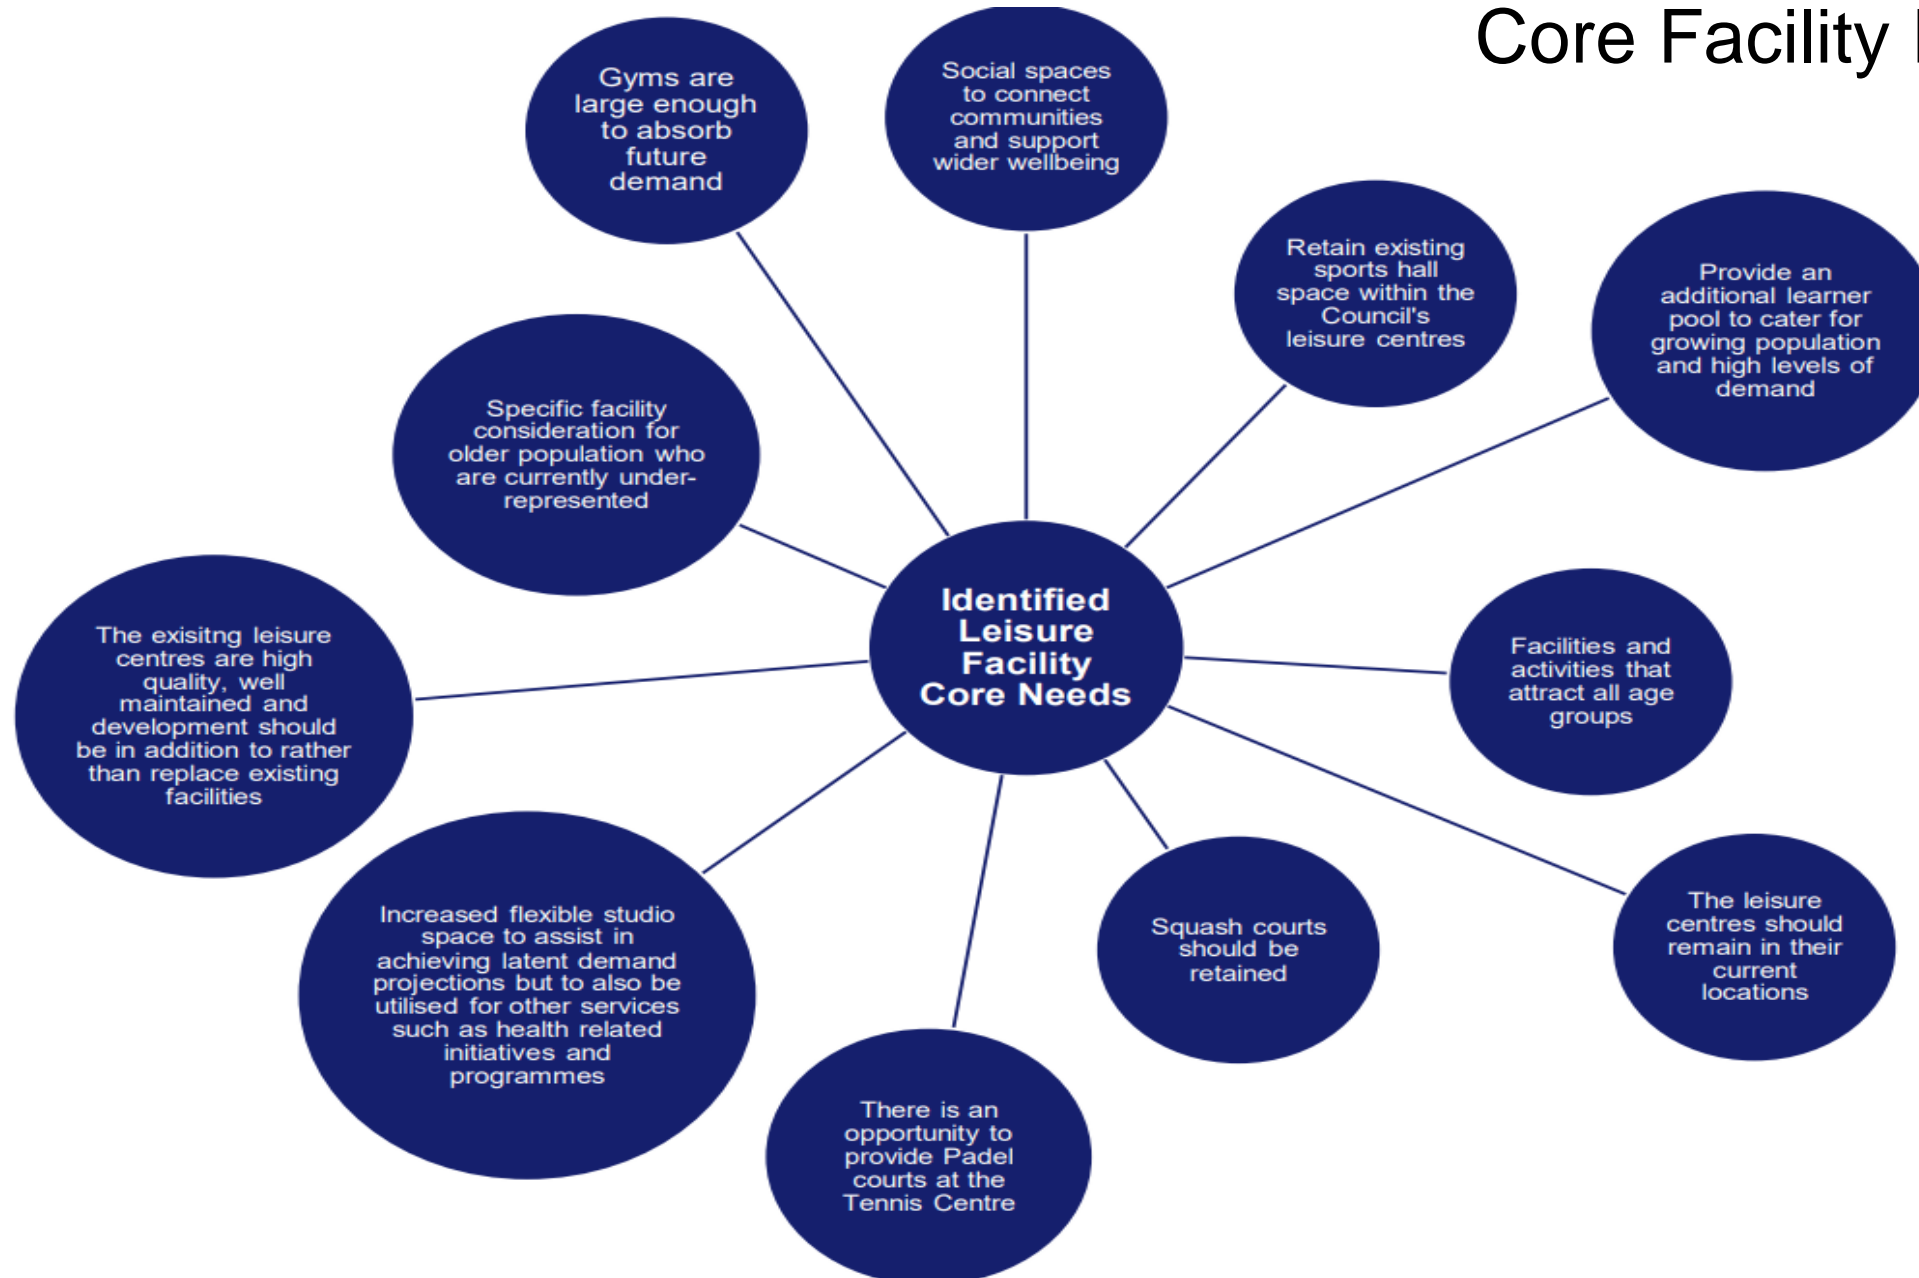 Core Facility
Gyms are
large enough
to absorb
future
demand
Social spaces
to connect
communities
and support
wider wellbeing
Retain existing
sports hall
space within the
Council's
leisure centres
Provide an
additional learner
pool to cater for
growing population
and high levels of
demand
Specific facility
consideration for
older population who
are currently under-
represented
Identified
Leisure
Facility
Core Needs
The exisitng leisure
centres are high
quality, well
maintained and
development should
be in addition to rather
than replace existing
facilities
Facilities and
activities that
attract all age
groups
Increased flexible studio
space to assist in
achieving latent demand
projections but to also be
utilised for other services
such as health related
initiatives and
programmes
Squash courts
should be
retained
The leisure
centres should
remain in their
current
locations
There is an
opportunity to
provide Padel
courts at the
Tennis Centre